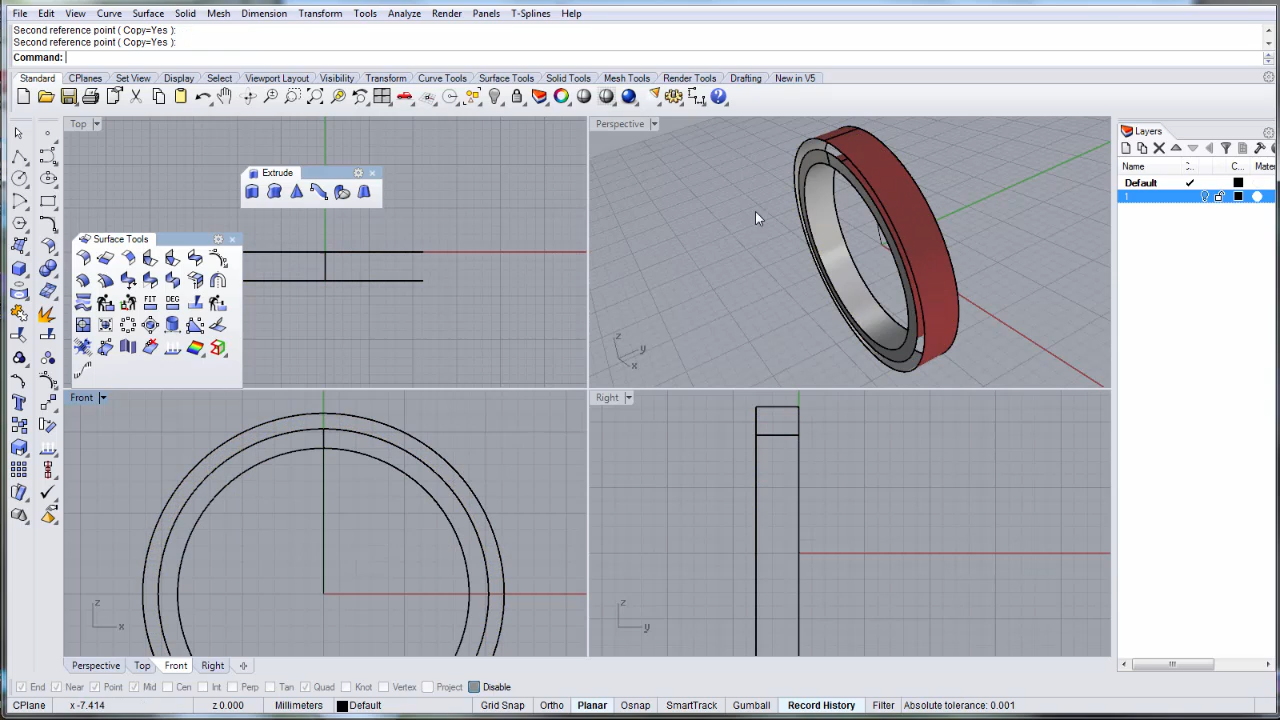 File Edit View Curve Surface Solid Mesh Dimension Transform Tools Analyze Render Panels T-Splines Help
Second reference point ( Copy=Yes ):
Second reference point ( Copy=Yes ):
Command:
Standard CPlanes Set View Display Select Viewport Layout Visibility Transform Curve Tools Surface Tools Solid Tools Mesh Tools Render Tools Drafting New in V5
Top
Perspective
Layers
Name C... Mater
Default
1
Extrude
Surface Tools
FIT DEG
z y x
Front
Right
z x
z y
Perspective Top Front Right
End Near Point Mid Cen Int Perp Tan Quad Knot Vertex Project Disable
CPlane x -7.414 z 0.000 Millimeters Default Grid Snap Ortho Planar Osnap SmartTrack Gumball Record History Filter Absolute tolerance: 0.001